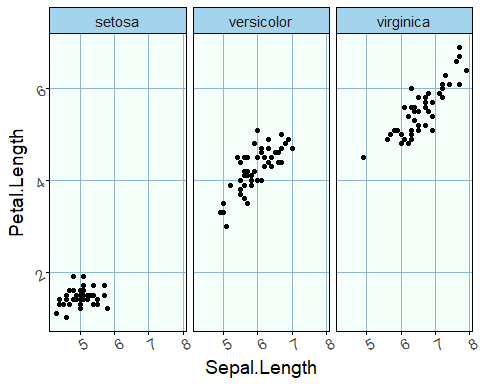 setosa versicolor virginica
Petal.Length
6
4
2
5 6 7 8 5 6 7 8 5 6 7 8
Sepal.Length